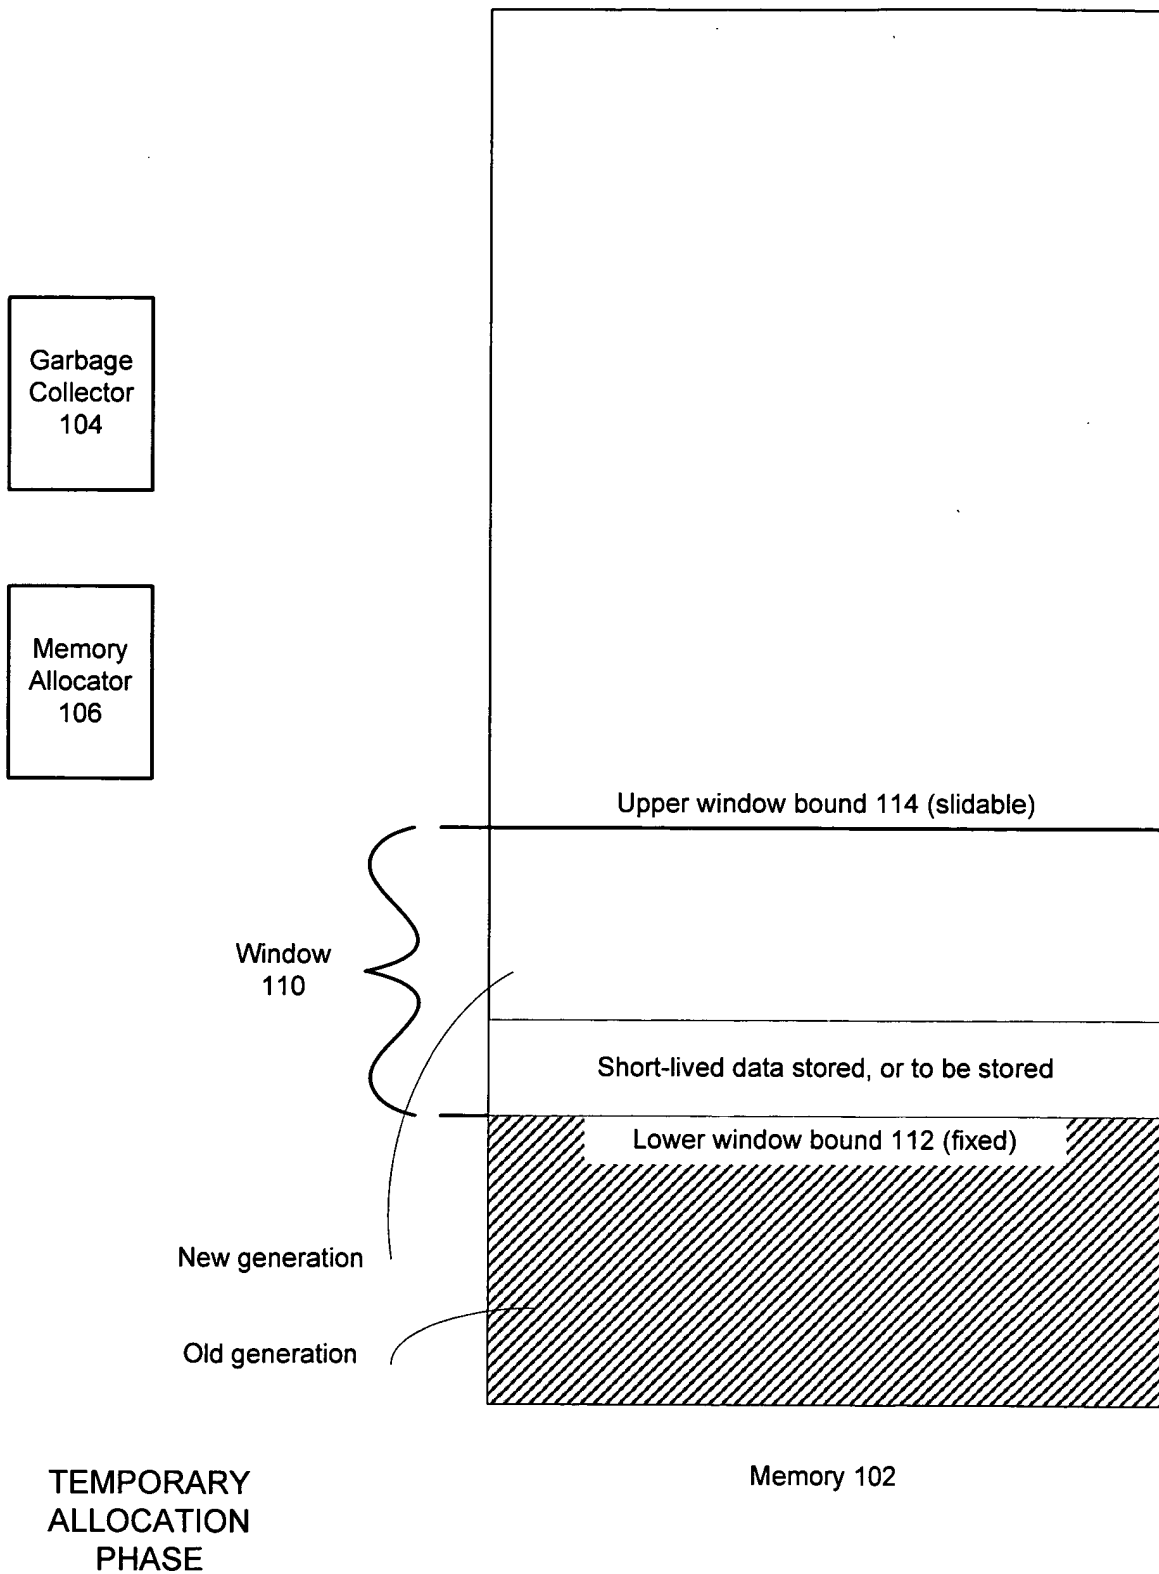 Garbage
Collector
104
Memory
Allocator
106
Upper window bound 114 (slidable)
Window
110
Short-lived data stored, or to be stored
Lower window bound 112 (fixed)
New generation
Old generation
Memory 102
TEMPORARY
ALLOCATION
PHASE